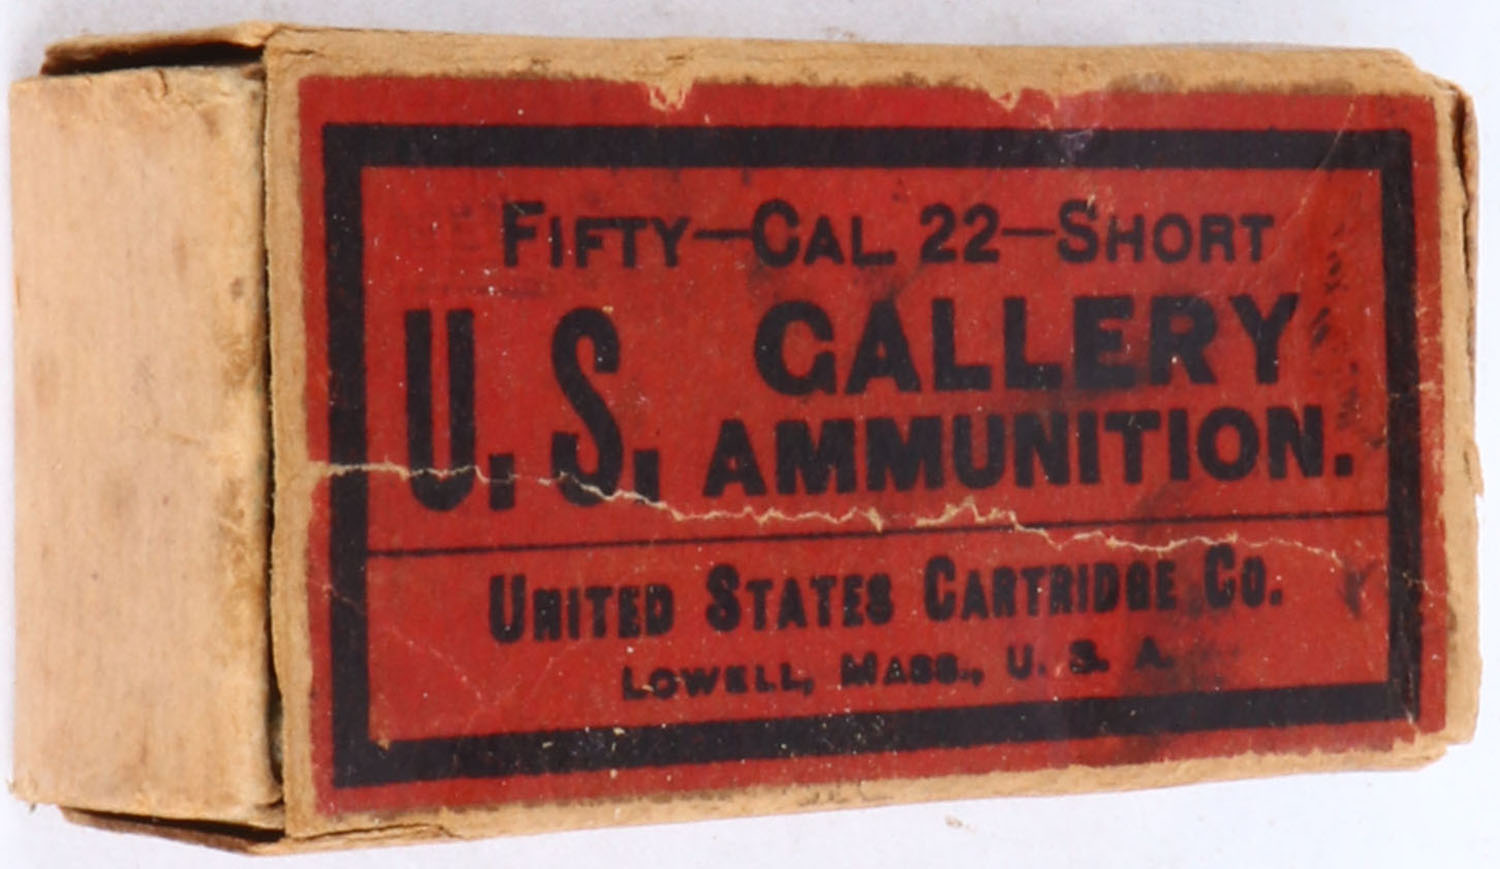 FIFTY—CAL. 22—SHORT
U. S. GALLERY
AMMUNITION.
UNITED STATES CARTRIDGE CO.
LOWELL, MASS., U. S. A.